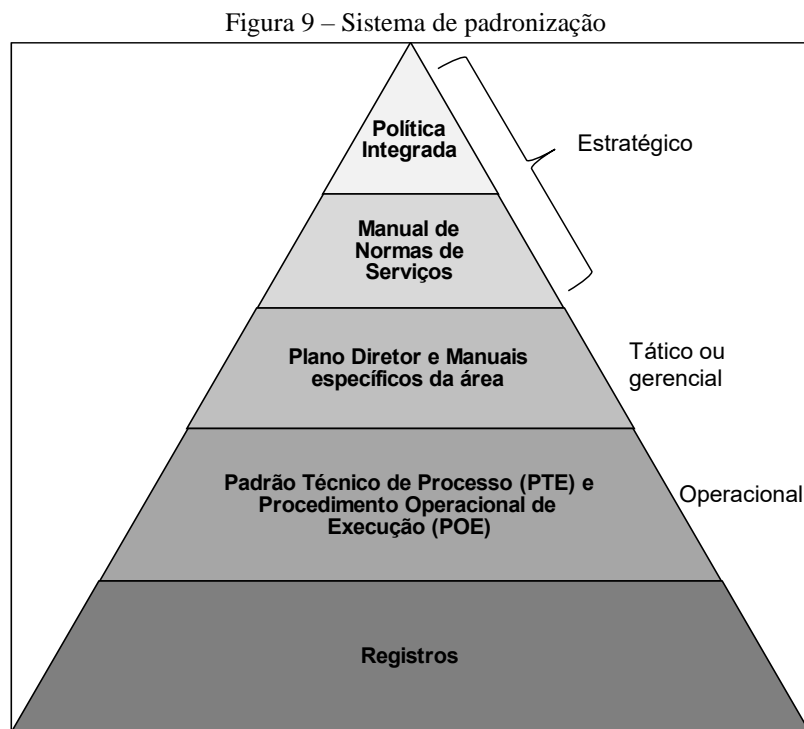 Figura 9 – Sistema de padronização
Política
Integrada
Estratégico
Manual de
Normas de
Serviços
Plano Diretor e Manuais
específicos da área
Tático ou
gerencial
Padrão Técnico de Processo (PTE) e
Procedimento Operacional de
Execução (POE)
Operacional
Registros